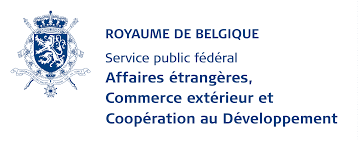 ROYAUME DE BELGIQUE
Service public fédéral
Affaires étrangères,
Commerce extérieur et
Coopération au Développement